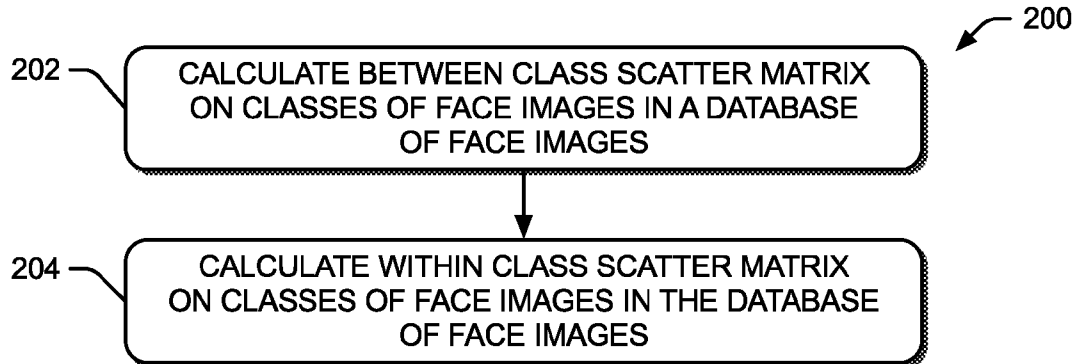 200
202
CALCULATE BETWEEN CLASS SCATTER MATRIX
ON CLASSES OF FACE IMAGES IN A DATABASE
OF FACE IMAGES
204
CALCULATE WITHIN CLASS SCATTER MATRIX
ON CLASSES OF FACE IMAGES IN THE DATABASE
OF FACE IMAGES